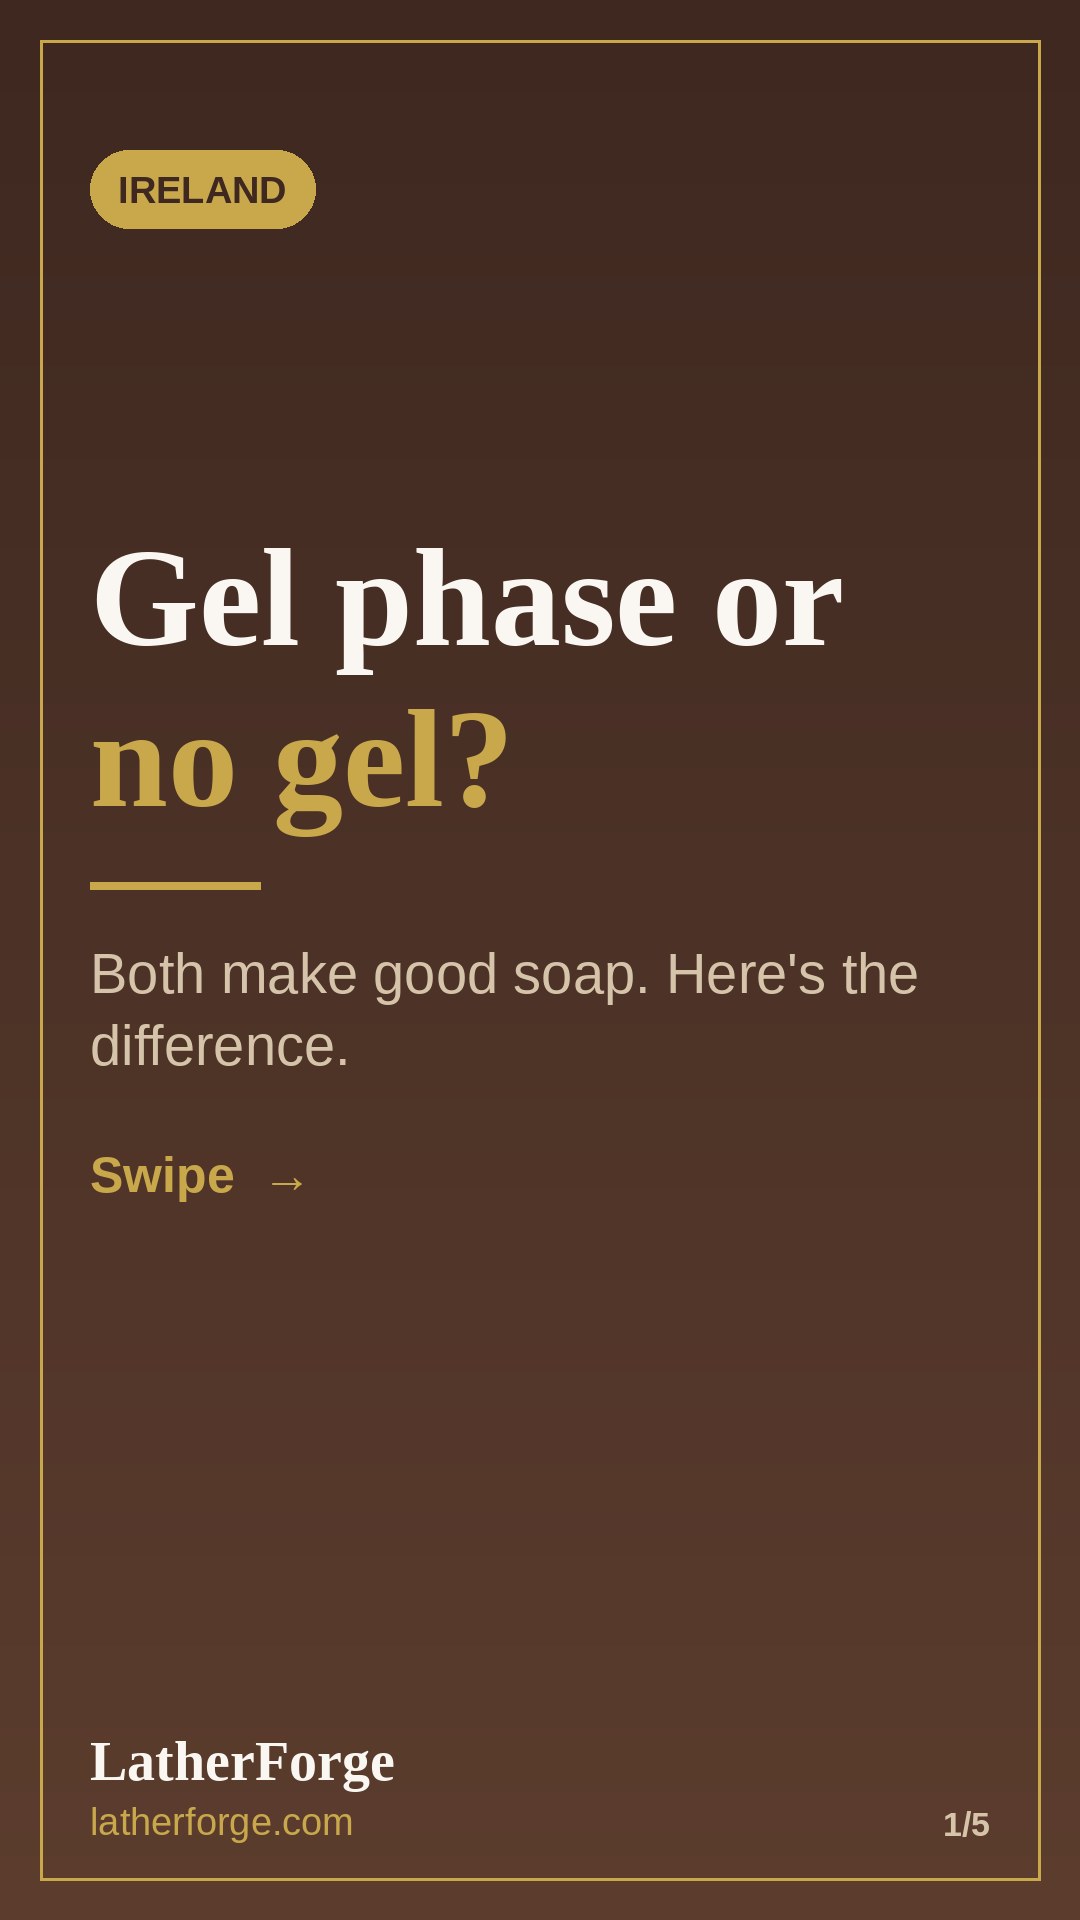 IRELAND
Gel phase or
no gel?
Both make good soap. Here's the
difference.
Swipe →
LatherForge
latherforge.com
1/5